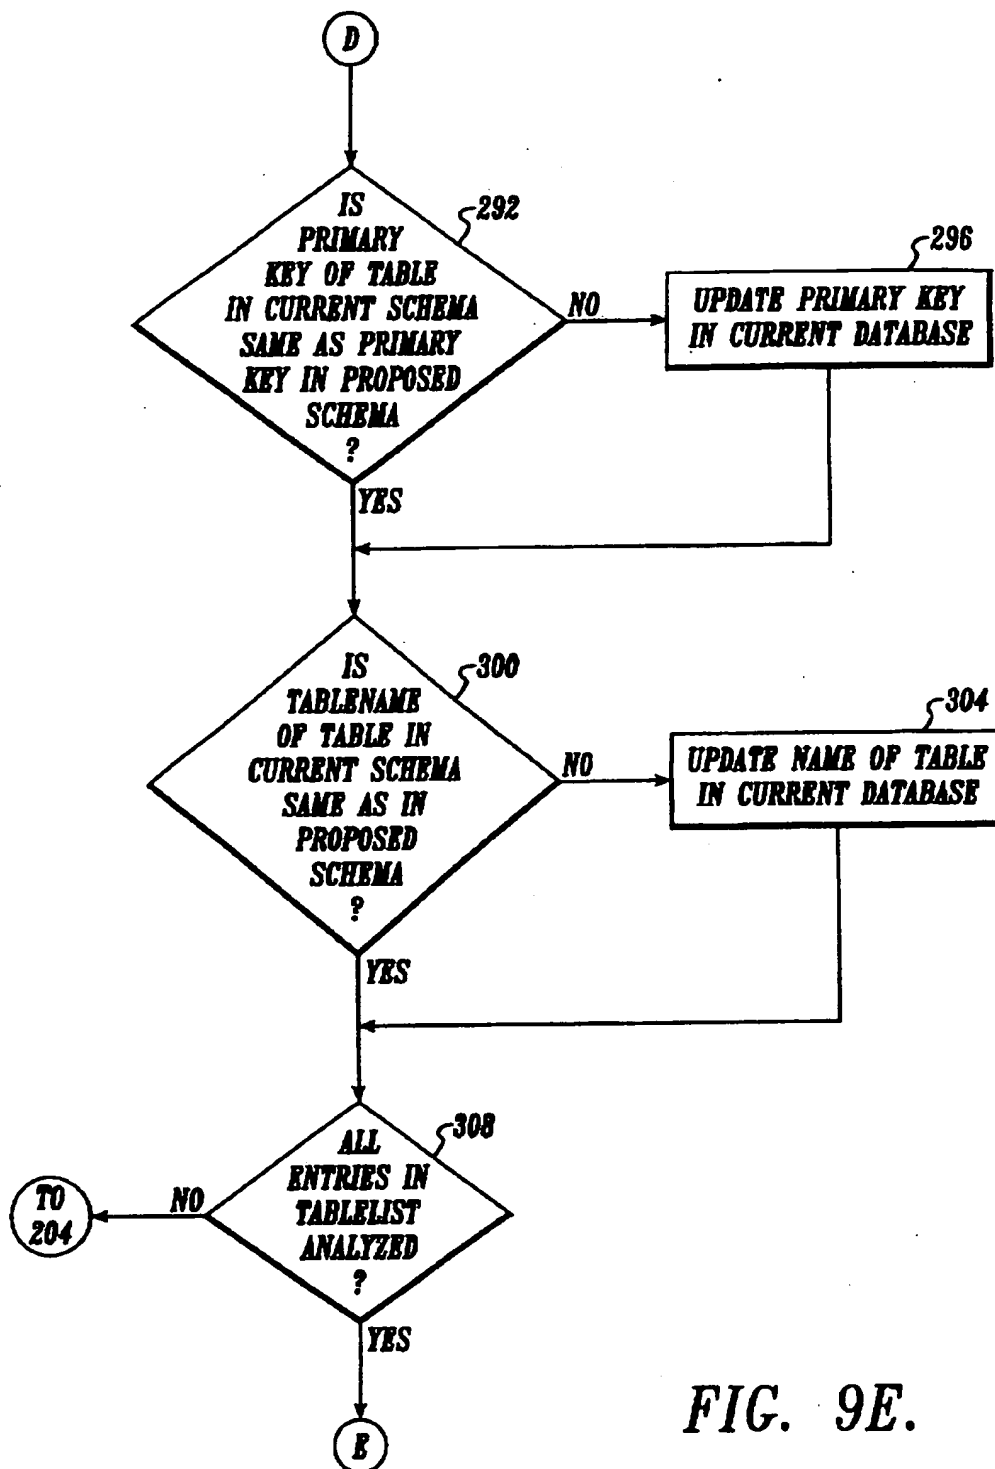 D
IS
PRIMARY
KEY OF TABLE
IN CURRENT SCHEMA
SAME AS PRIMARY
KEY IN PROPOSED
SCHEMA
?
292
NO
296
UPDATE PRIMARY KEY
IN CURRENT DATABASE
YES
IS
TABLENAME
OF TABLE IN
CURRENT SCHEMA
SAME AS IN
PROPOSED
SCHEMA
?
300
NO
304
UPDATE NAME OF TABLE
IN CURRENT DATABASE
YES
ALL
ENTRIES IN
TABLELIST
ANALYZED
?
308
NO
TO
204
YES
E
FIG. 9E.